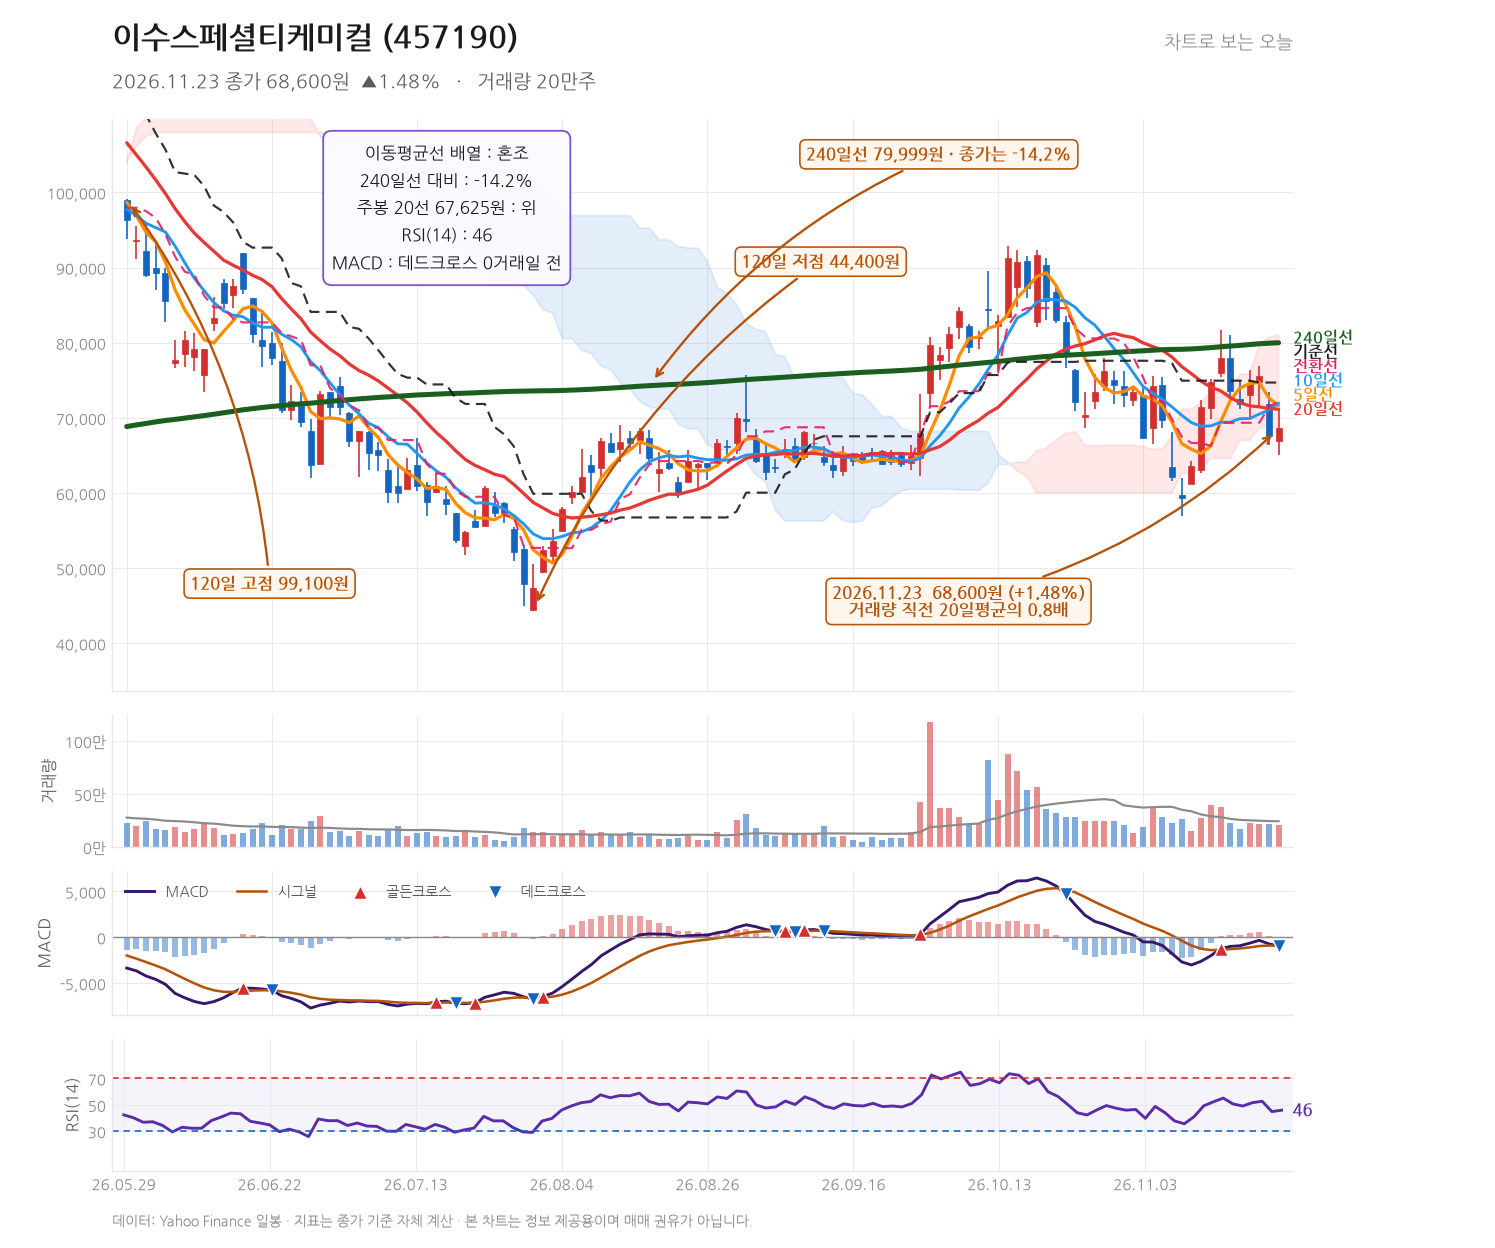 이수스페셜티케미컬 (457190)
차트로 보는 오늘
2026.11.23 종가 68,600원 ▲1.48% · 거래량 20만주
이동평균선 배열 : 혼조
240일선 대비 : -14.2%
주봉 20선 67,625원 : 위
RSI(14) : 46
MACD : 데드크로스 0거래일 전
240일선 79,999원 · 종가는 -14.2%
120일 저점 44,400원
120일 고점 99,100원
2026.11.23 68,600원 (+1.48%)
거래량 직전 20일평균의 0.8배
100,000
90,000
80,000
70,000
60,000
50,000
40,000
240일선
기준선
전환선
10일선
5일선
20일선
거래량
100만
50만
0만
MACD
5,000
0
-5,000
MACD
시그널
골든크로스
데드크로스
RSI(14)
70
50
30
46
26.05.29
26.06.22
26.07.13
26.08.04
26.08.26
26.09.16
26.10.13
26.11.03
데이터: Yahoo Finance 일봉 · 지표는 종가 기준 자체 계산 · 본 차트는 정보 제공용이며 매매 권유가 아닙니다.